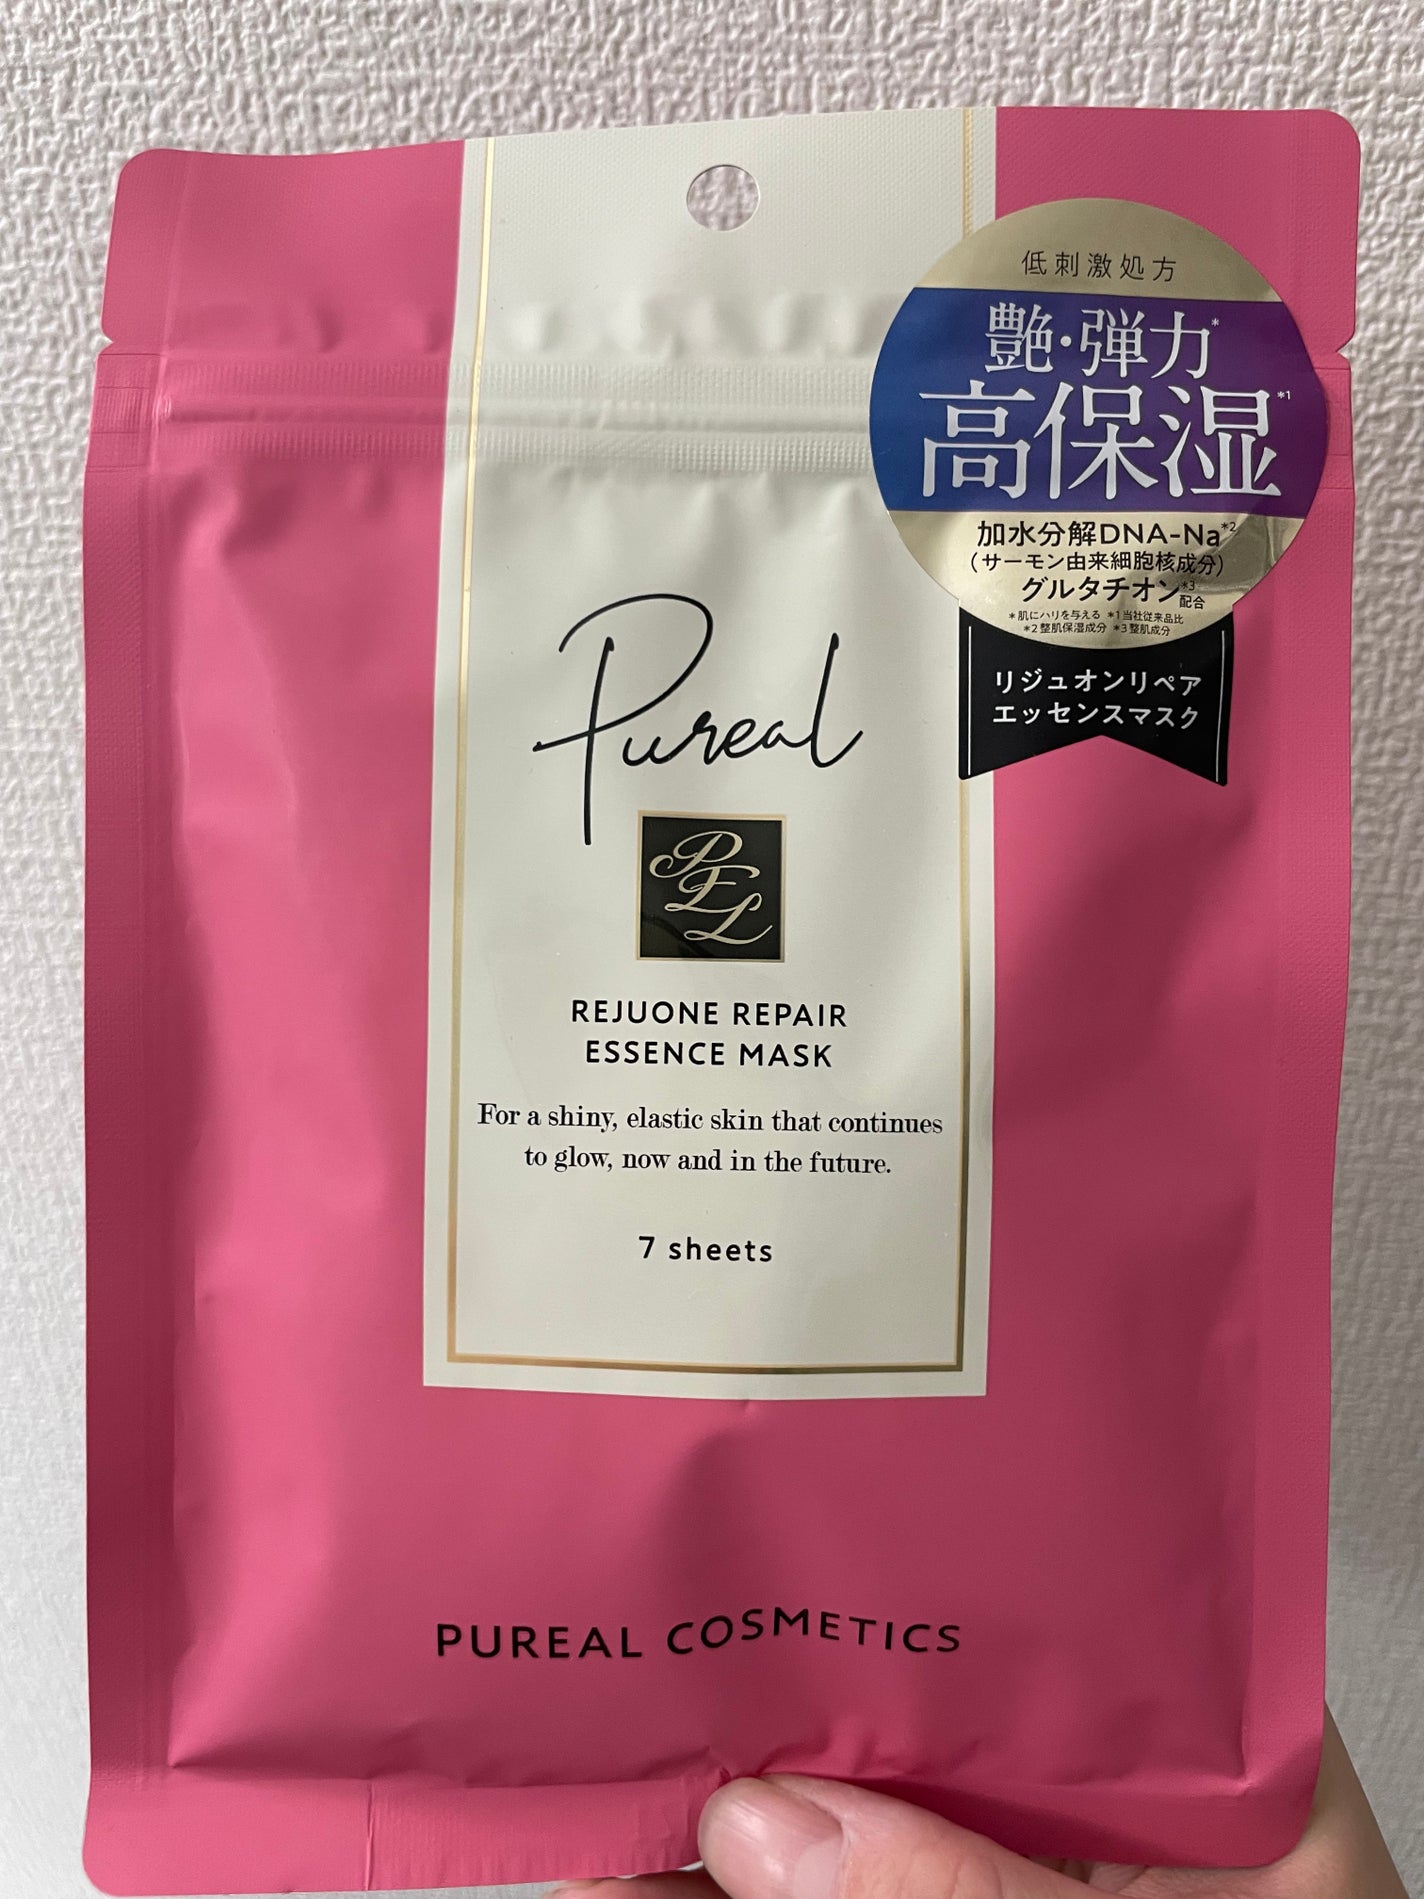 低刺激処方
艶・弾力*
高保湿*1
加水分解DNA-Na*2
(サーモン由来細胞核成分)
グルタチオン*3配合
*肌にハリを与える *1当社従来品比
*2整肌保湿成分 *3整肌成分
リジュオンリペア
エッセンスマスク
Pureal
PEL
REJUONE REPAIR
ESSENCE MASK
For a shiny, elastic skin that continues
to glow, now and in the future.
7 sheets
PUREAL COSMETICS